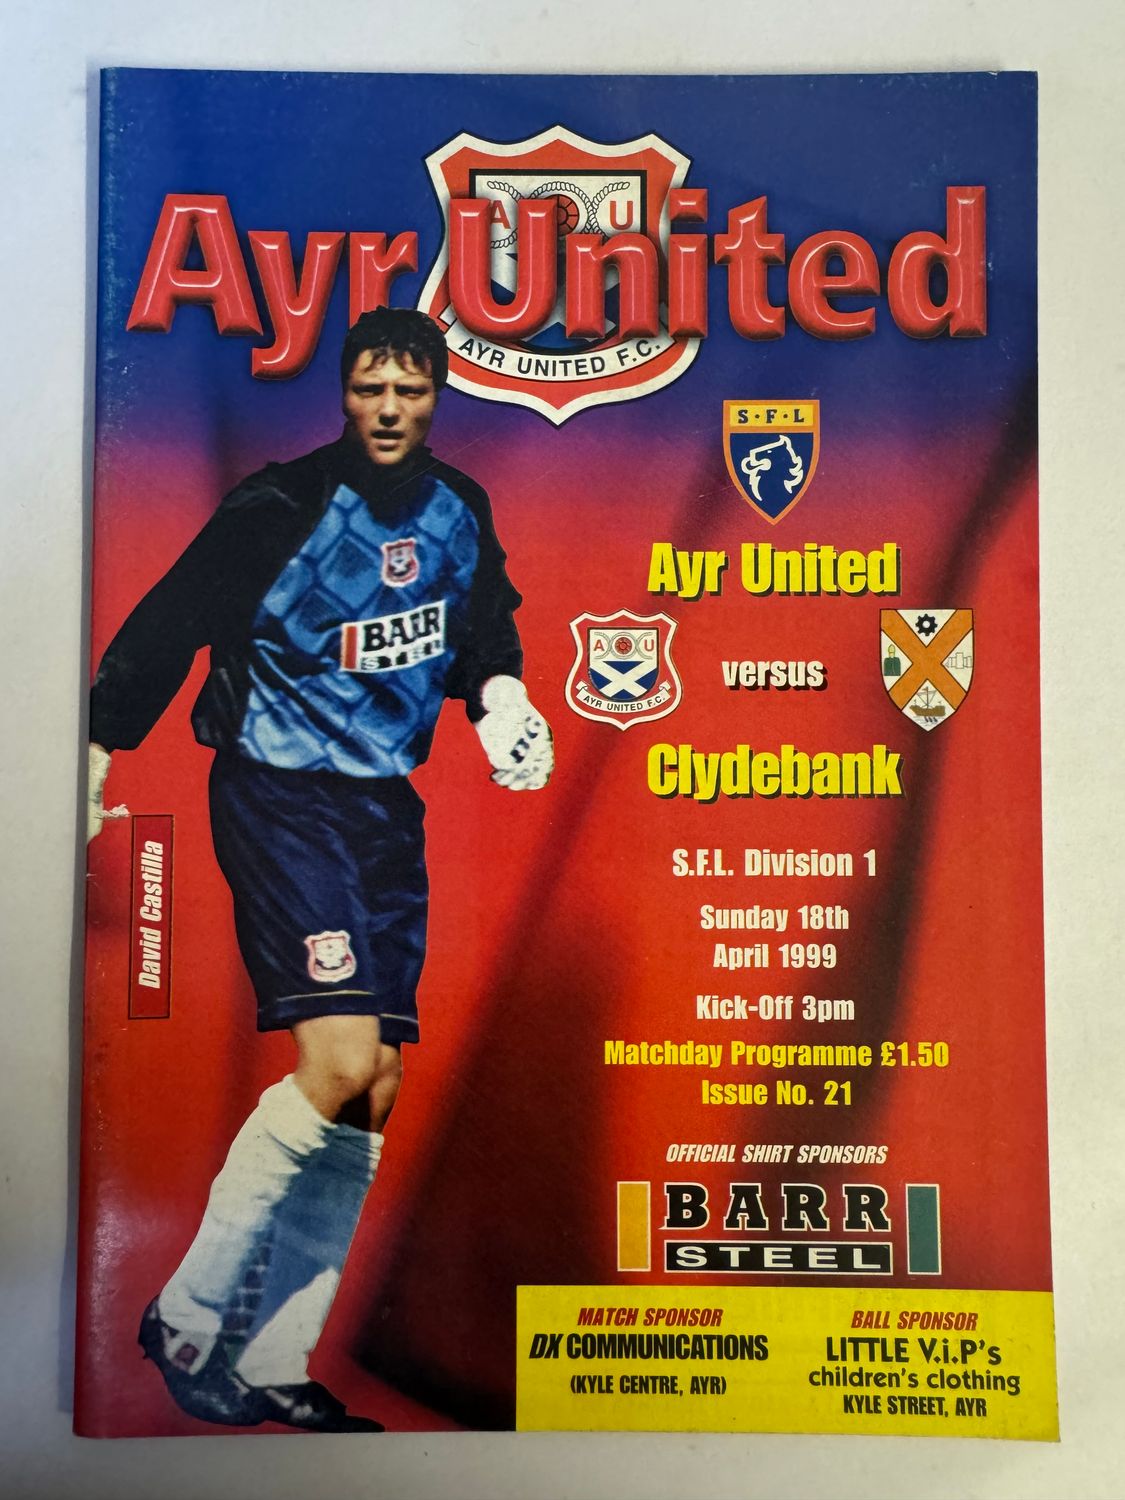 Ayr United
A U
AYR UNITED F.C.
S·F·L
Ayr United
A U
AYR UNITED F.C.
versus
Clydebank
BARR
STEEL
DG
David Castilla
S.F.L. Division 1
Sunday 18th
April 1999
Kick-Off 3pm
Matchday Programme £1.50
Issue No. 21
OFFICIAL SHIRT SPONSORS
BARR
STEEL
MATCH SPONSOR
DX COMMUNICATIONS
(KYLE CENTRE, AYR)
BALL SPONSOR
LITTLE V.i.P's
children's clothing
KYLE STREET, AYR